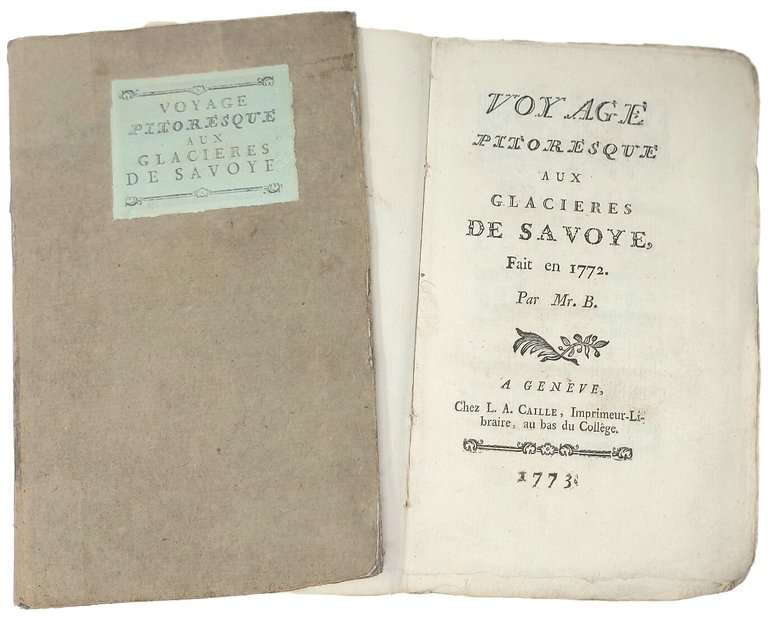 VOYAGE
PITORESQUE
AUX
GLACIERES
DE SAVOYE
VOYAGE
PITORESQUE
AUX
GLACIERES
DE SAVOYE,
Fait en 1772.
Par Mr. B.
A GENÈVE,
Chez L. A. CAILLE, Imprimeur-Li-
braire, au bas du Collège.
1773.